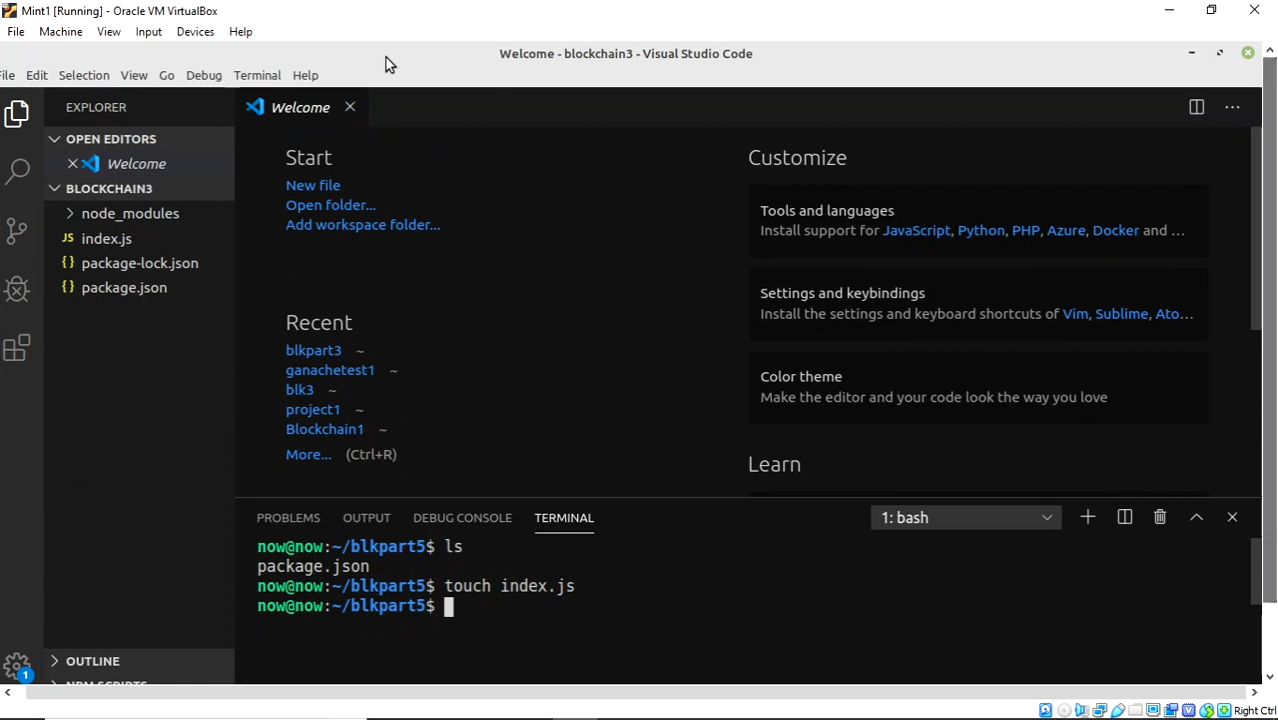 Mint1 [Running] - Oracle VM VirtualBox
File Machine View Input Devices Help
Welcome - blockchain3 - Visual Studio Code
File Edit Selection View Go Debug Terminal Help
EXPLORER
Welcome
OPEN EDITORS
Welcome
BLOCKCHAIN3
node_modules
JS index.js
{} package-lock.json
{} package.json
OUTLINE
NPM SCRIPTS
1
Start
New file
Open folder...
Add workspace folder...
Recent
blkpart3 ~
ganachetest1 ~
blk3 ~
project1 ~
Blockchain1 ~
More... (Ctrl+R)
Customize
Tools and languages
Install support for JavaScript, Python, PHP, Azure, Docker and ...
Settings and keybindings
Install the settings and keyboard shortcuts of Vim, Sublime, Ato...
Color theme
Make the editor and your code look the way you love
Learn
PROBLEMS OUTPUT DEBUG CONSOLE TERMINAL
1: bash
now@now:~/blkpart5$ ls
package.json
now@now:~/blkpart5$ touch index.js
now@now:~/blkpart5$
Right Ctrl